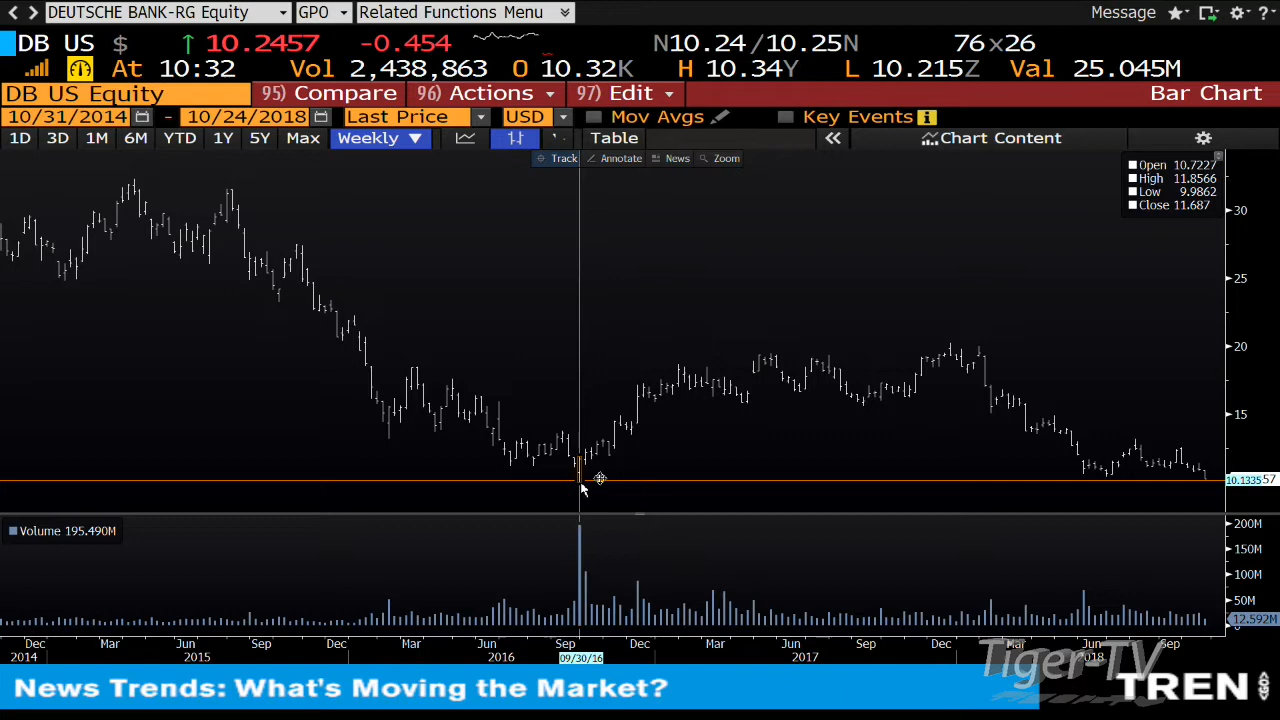 DEUTSCHE BANK-RG Equity GPO Related Functions Menu Message ?
DB US $ ↑ 10.2457 -0.454 N10.24 /10.25N 76x26
At 10:32 Vol 2,438,863 O 10.32K H 10.34Y L 10.215Z Val 25.045M
DB US Equity 95) Compare 96) Actions 97) Edit Bar Chart
10/31/2014 - 10/24/2018 Last Price USD Mov Avgs Key Events i
1D 3D 1M 6M YTD 1Y 5Y Max Weekly ▼ Table « Chart Content
Track Annotate News Zoom
Open 10.7227
High 11.8566
Low 9.9862
Close 11.687
30
25
20
15
10.1335 57
Volume 195.490M
200M
150M
100M
50M
12.592M
0
Dec Mar Jun Sep Dec Mar Jun Sep Dec Mar Jun Sep Dec Mar Jun Sep
2014 2015 2016 09/30/16 2017 2018
Tiger-TV
News Trends: What's Moving the Market? TREN